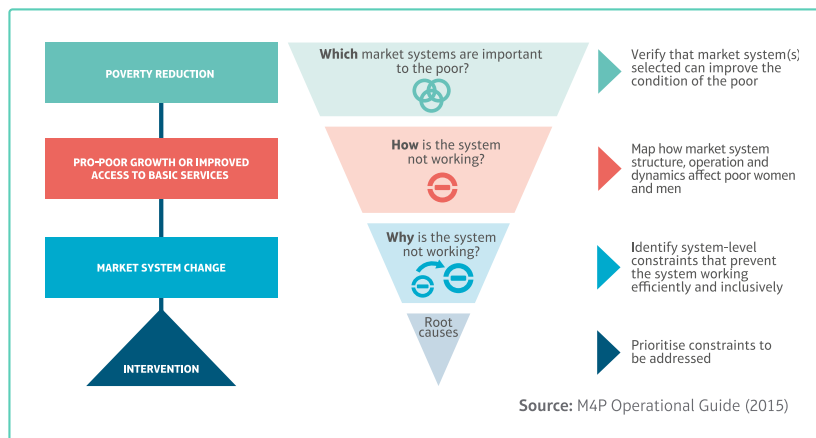 POVERTY REDUCTION
Which market systems are important
to the poor?
Verify that market system(s)
selected can improve the
condition of the poor
PRO-POOR GROWTH OR IMPROVED
ACCESS TO BASIC SERVICES
How is the system
not working?
Map how market system
structure, operation and
dynamics affect poor women
and men
MARKET SYSTEM CHANGE
Why is the system
not working?
Identify system-level
constraints that prevent
the system working
efficiently and inclusively
INTERVENTION
Root
causes
Prioritise constraints to
be addressed
Source: M4P Operational Guide (2015)